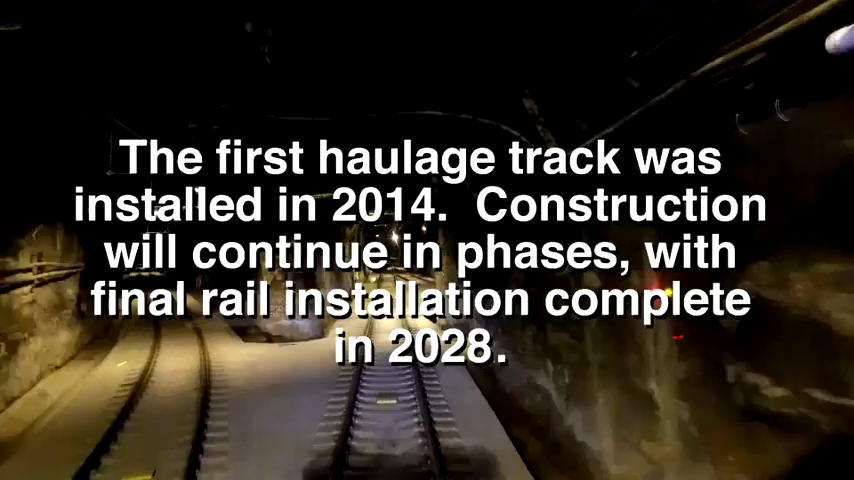 The first haulage track was
installed in 2014.  Construction
will continue in phases, with
final rail installation complete
in 2028.